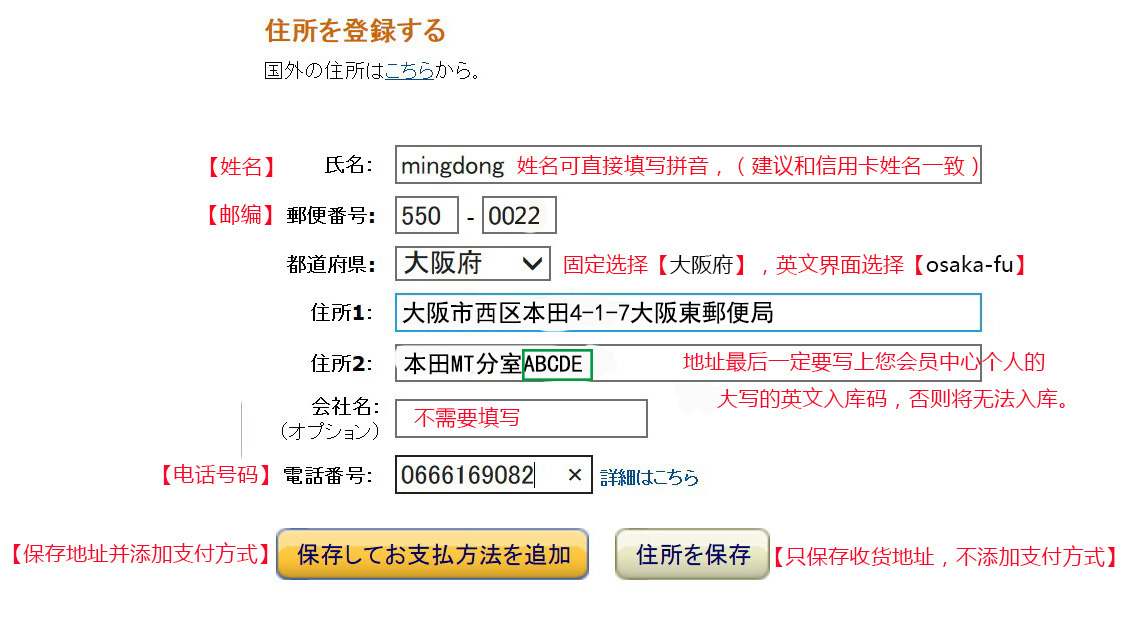 住所を登録する
国外の住所はこちらから。
【姓名】 氏名: mingdong 姓名可直接填写拼音，（建议和信用卡姓名一致）
【邮编】 郵便番号: 550 - 0022
都道府県: 大阪府 固定选择【大阪府】，英文界面选择【osaka-fu】
住所1: 大阪市西区本田4-1-7大阪東郵便局
住所2: 本田MT分室ABCDE 地址最后一定要写上您会员中心个人的
大写的英文入库码，否则将无法入库。
会社名:
(オプション) 不需要填写
【电话号码】 電話番号: 0666169082 × 詳細はこちら
【保存地址并添加支付方式】 保存してお支払方法を追加 住所を保存 【只保存收货地址，不添加支付方式】